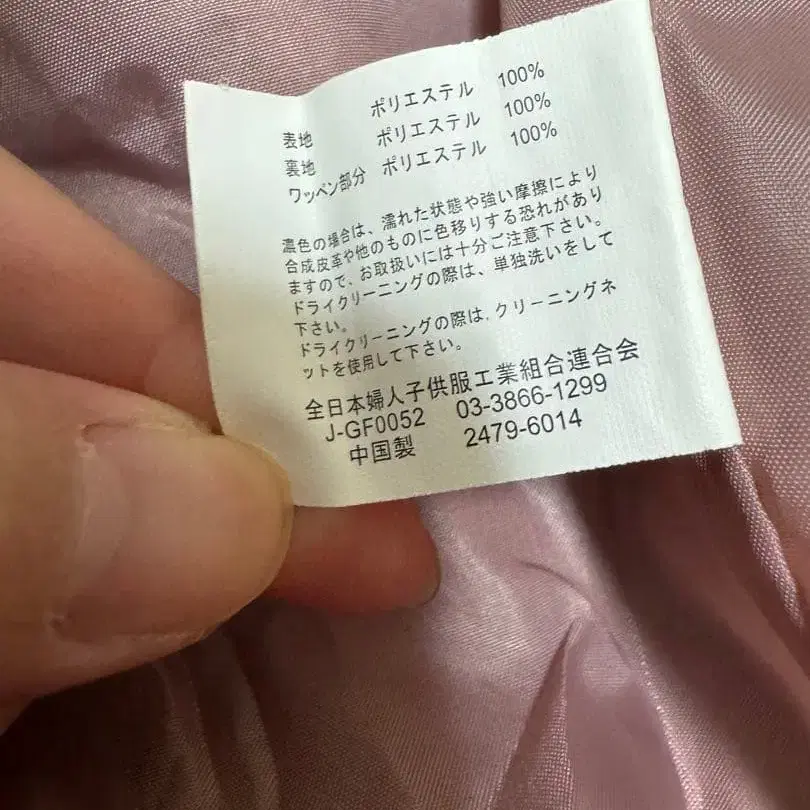 表地 ポリエステル 100%
裏地 ポリエステル 100%
ワッペン部分 ポリエステル 100%
濃色の場合は、濡れた状態や強い摩擦により
合成皮革や他のものに色移りする恐れがあり
ますので、お取扱いには十分ご注意下さい。
ドライクリーニングの際は、単独洗いをして
下さい。
ドライクリーニングの際は、クリーニングネ
ットを使用して下さい。
全日本婦人子供服工業組合連合会
J-GF0052 03-3866-1299
中国製 2479-6014